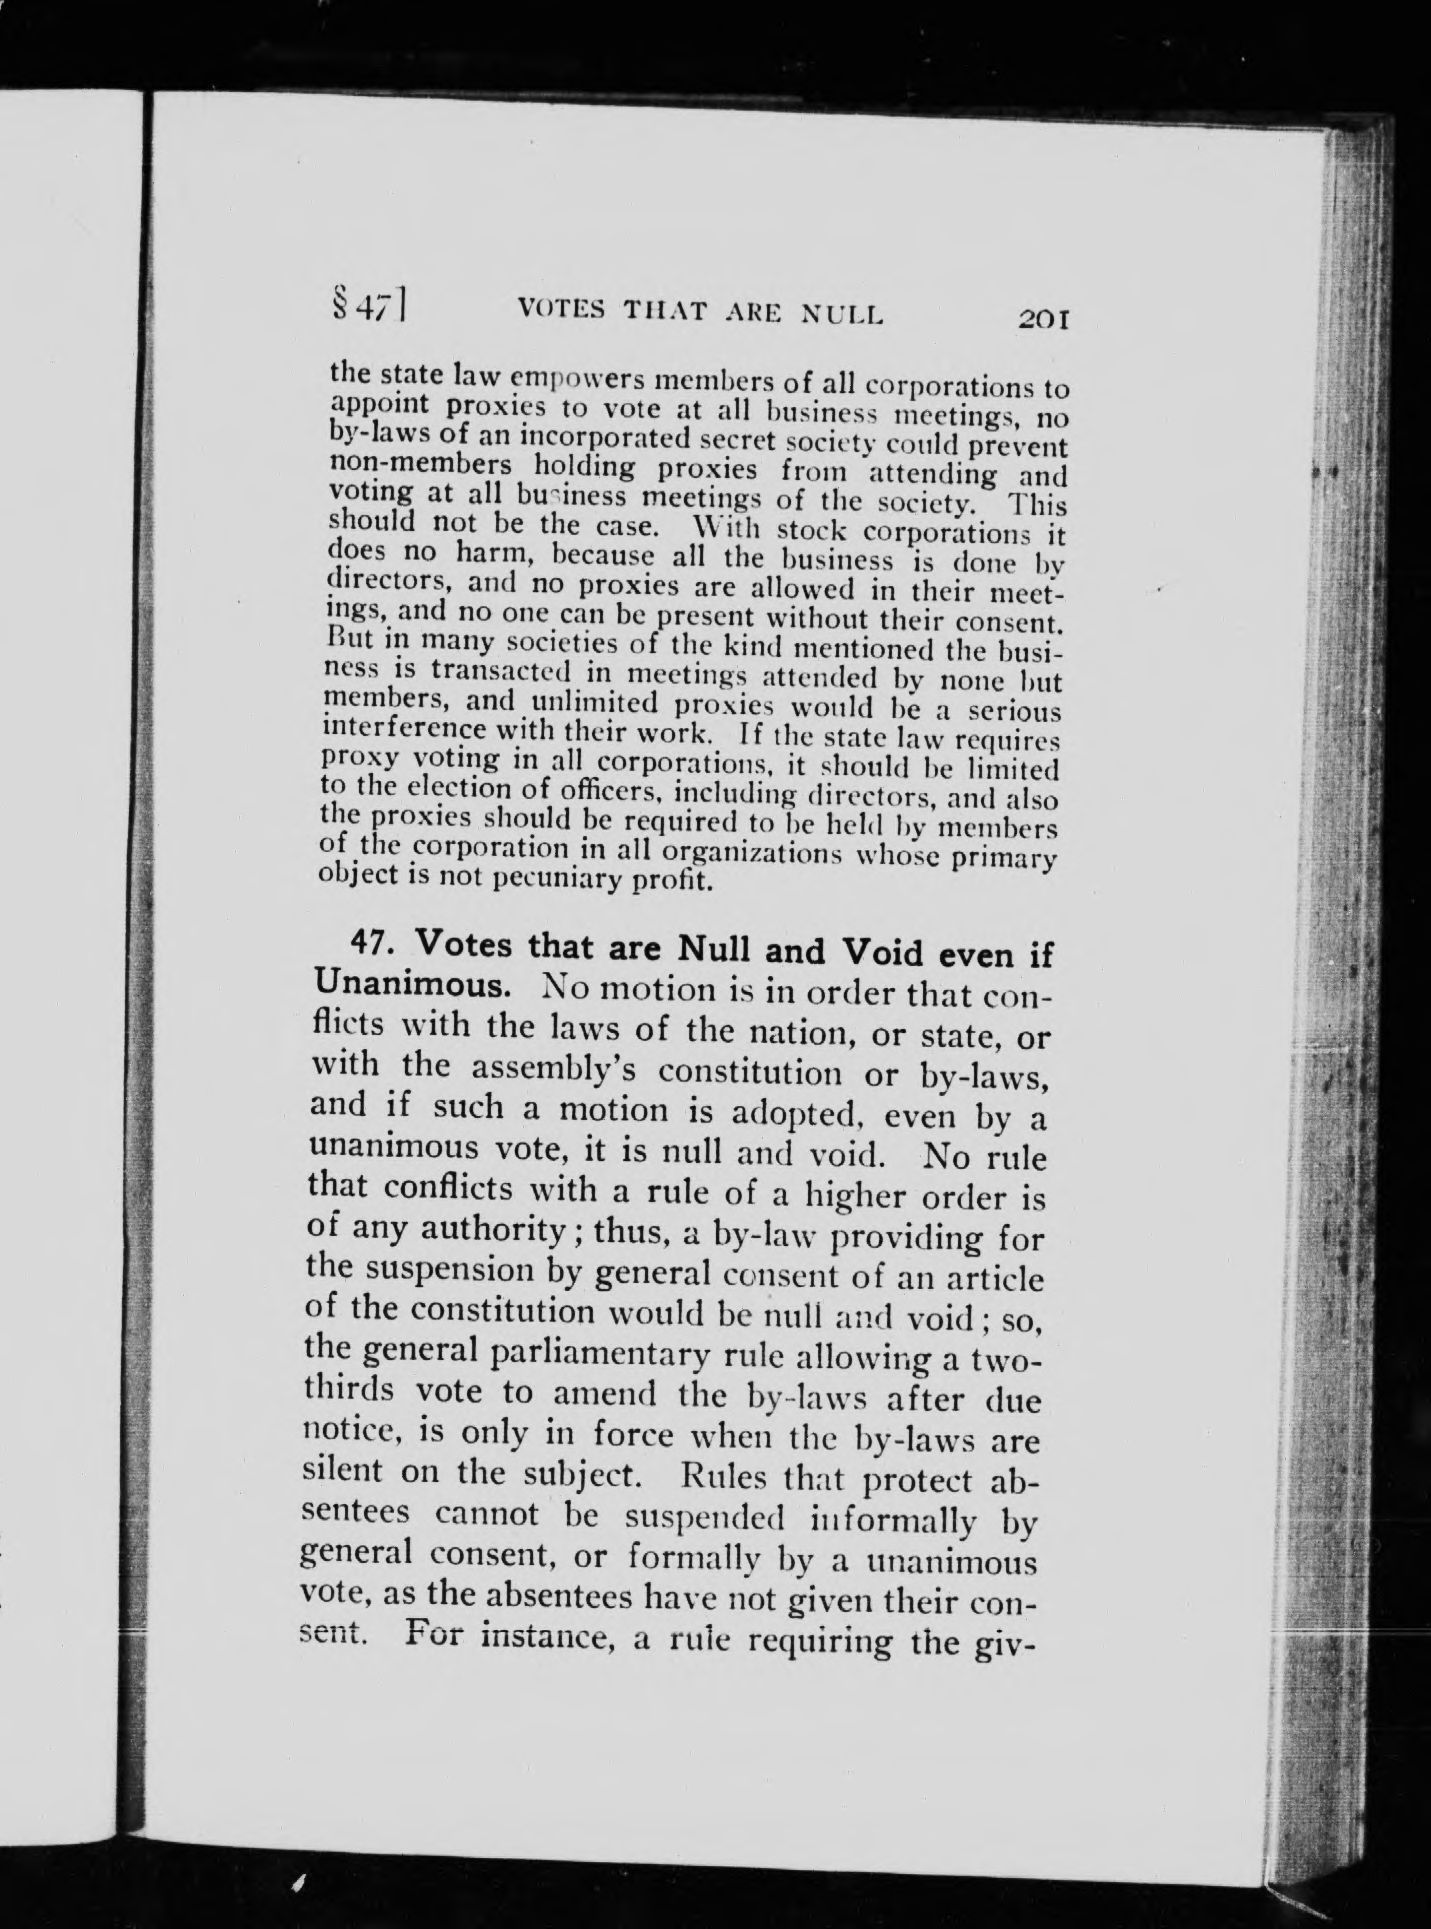 § 47] VOTES THAT ARE NULL 201
the state law empowers members of all corporations to
appoint proxies to vote at all business meetings, no
by-laws of an incorporated secret society could prevent
non-members holding proxies from attending and
voting at all business meetings of the society. This
should not be the case. With stock corporations it
does no harm, because all the business is done by
directors, and no proxies are allowed in their meet-
ings, and no one can be present without their consent.
But in many societies of the kind mentioned the busi-
ness is transacted in meetings attended by none but
members, and unlimited proxies would be a serious
interference with their work. If the state law requires
proxy voting in all corporations, it should be limited
to the election of officers, including directors, and also
the proxies should be required to be held by members
of the corporation in all organizations whose primary
object is not pecuniary profit.
47. Votes that are Null and Void even if
Unanimous. No motion is in order that con-
flicts with the laws of the nation, or state, or
with the assembly's constitution or by-laws,
and if such a motion is adopted, even by a
unanimous vote, it is null and void. No rule
that conflicts with a rule of a higher order is
of any authority; thus, a by-law providing for
the suspension by general consent of an article
of the constitution would be null and void; so,
the general parliamentary rule allowing a two-
thirds vote to amend the by-laws after due
notice, is only in force when the by-laws are
silent on the subject. Rules that protect ab-
sentees cannot be suspended informally by
general consent, or formally by a unanimous
vote, as the absentees have not given their con-
sent. For instance, a rule requiring the giv-